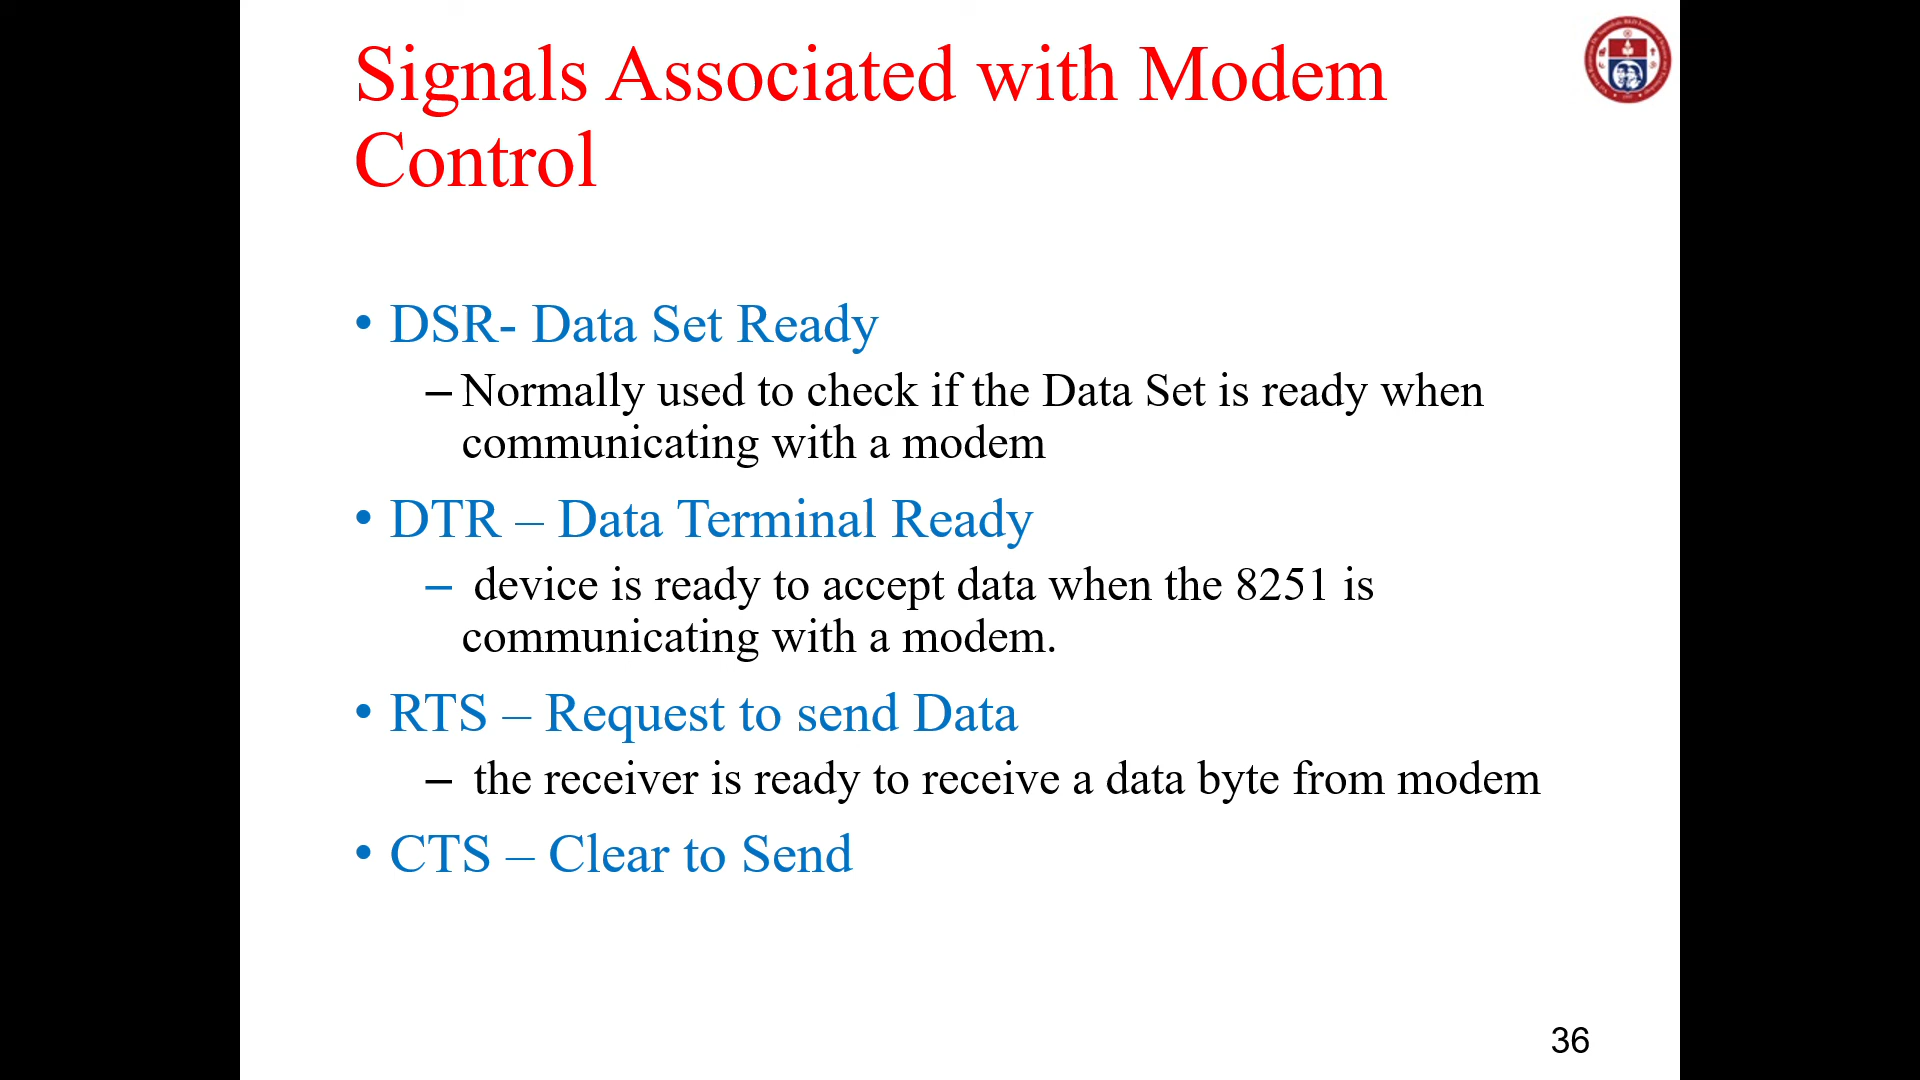 Signals Associated with Modem
Control
• DSR- Data Set Ready
– Normally used to check if the Data Set is ready when
communicating with a modem
• DTR – Data Terminal Ready
– device is ready to accept data when the 8251 is
communicating with a modem.
• RTS – Request to send Data
– the receiver is ready to receive a data byte from modem
• CTS – Clear to Send
36